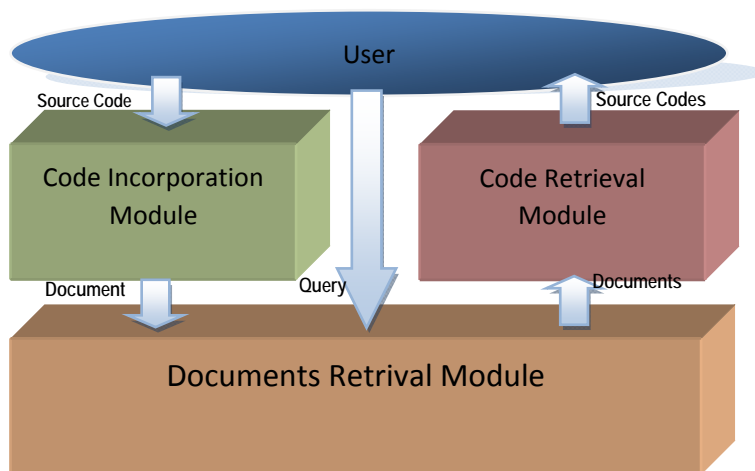 User
Source Code
Source Codes
Code Incorporation
Module
Code Retrieval
Module
Document
Query
Documents
Documents Retrival Module